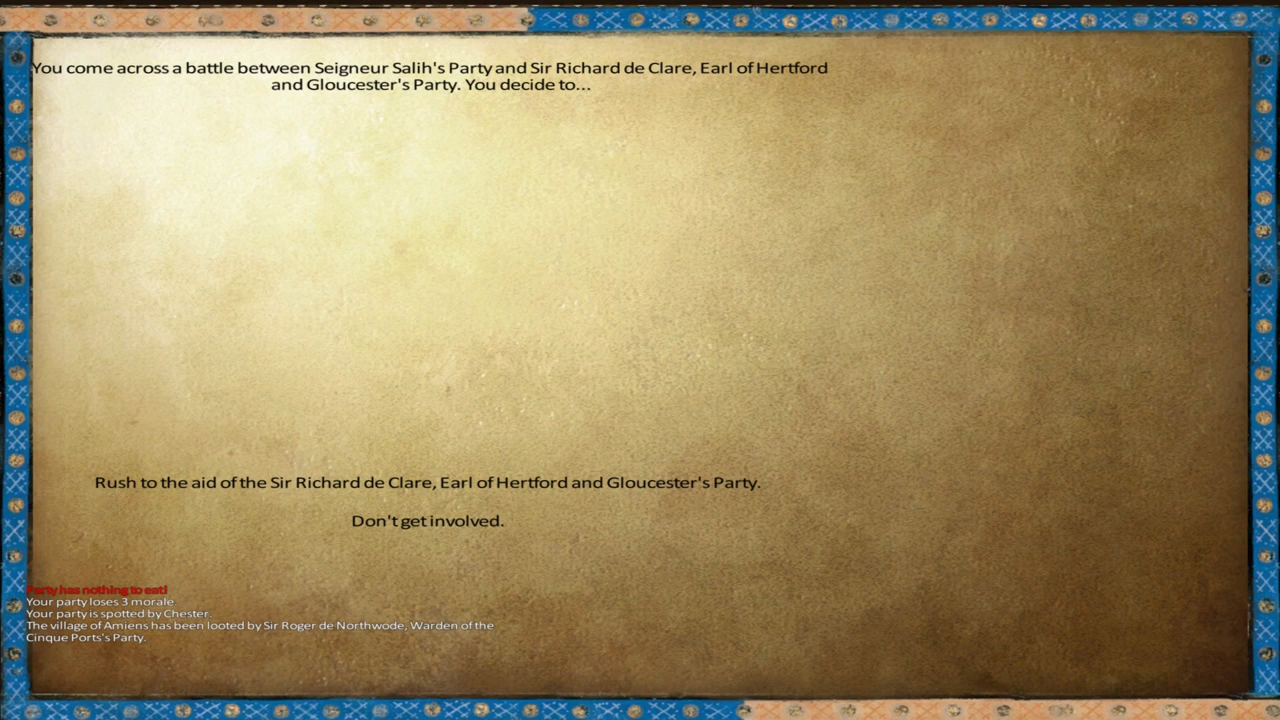 You come across a battle between Seigneur Salih's Party and Sir Richard de Clare, Earl of Hertford
and Gloucester's Party. You decide to...
Rush to the aid of the Sir Richard de Clare, Earl of Hertford and Gloucester's Party.
Don't get involved.
Party has nothing to eat!
Your party loses 3 morale.
Your party is spotted by Chester.
The village of Amiens has been looted by Sir Roger de Northwode, Warden of the
Cinque Ports's Party.